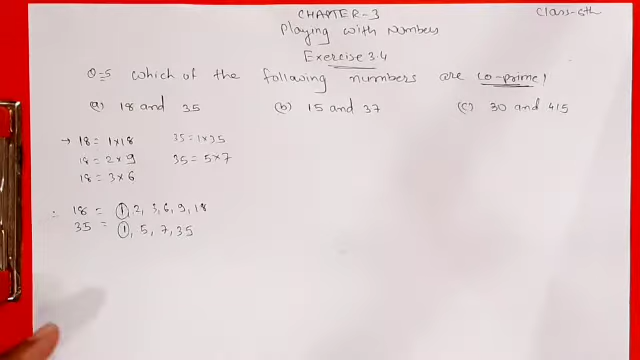 CHAPTER-3
Class-6th
Playing with Numbers
Exercise 3.4
Q=5 which of the following numbers are co-prime!
(a) 18 and 35 (b) 15 and 37 (c) 30 and 415
→ 18 = 1×18 35 = 1×35
18 = 2×9 35 = 5×7
18 = 3×6
∴ 18 = 1, 2, 3, 6, 9, 18
35 = 1, 5, 7, 35